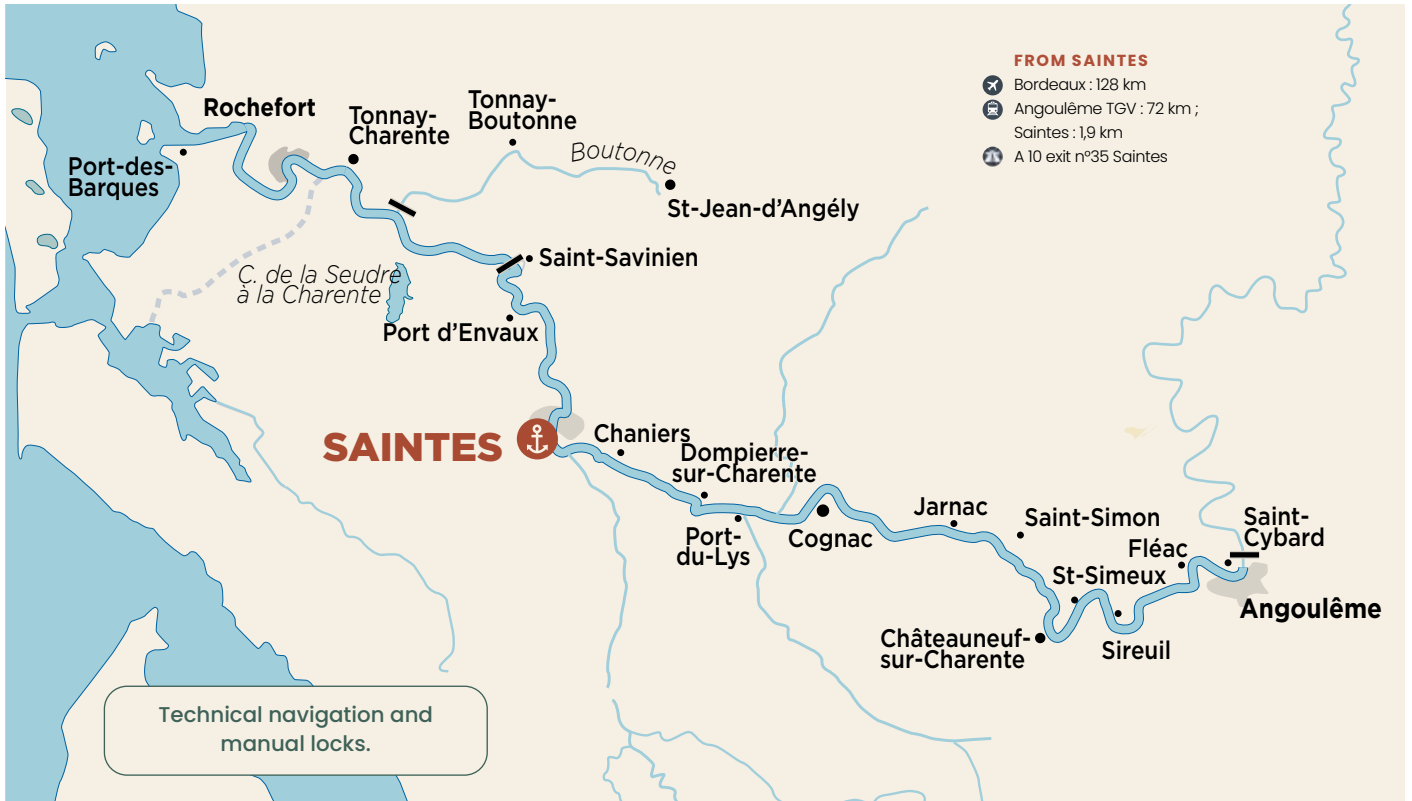 FROM SAINTES
Bordeaux : 128 km
Angoulême TGV : 72 km ;
Saintes : 1,9 km
A 10 exit n°35 Saintes
Rochefort
Tonnay-
Charente
Tonnay-
Boutonne
Boutonne
Port-des-
Barques
St-Jean-d'Angély
Saint-Savinien
C. de la Seudre
à la Charente
Port d'Envaux
SAINTES
Chaniers
Dompierre-
sur-Charente
Port-
du-Lys
Cognac
Jarnac
Saint-Simon
Saint-
Cybard
Fléac
St-Simeux
Angoulême
Châteauneuf-
sur-Charente
Sireuil
Technical navigation and
manual locks.